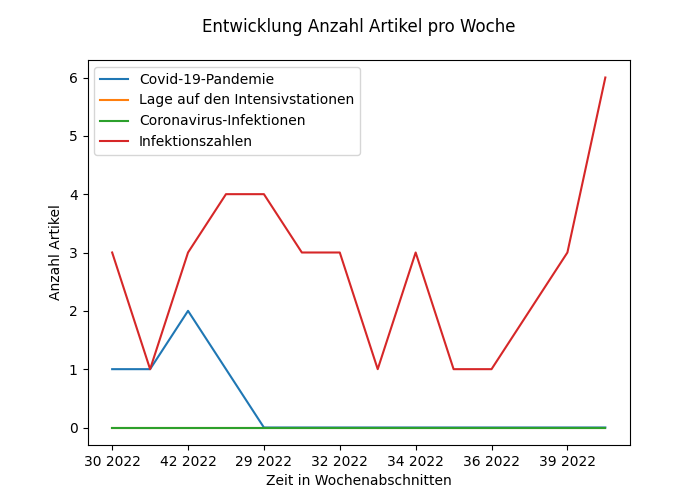 Entwicklung Anzahl Artikel pro Woche
Covid-19-Pandemie
Lage auf den Intensivstationen
Coronavirus-Infektionen
Infektionszahlen
6
5
4
3
2
1
0
Anzahl Artikel
30 2022 42 2022 29 2022 32 2022 34 2022 36 2022 39 2022
Zeit in Wochenabschnitten